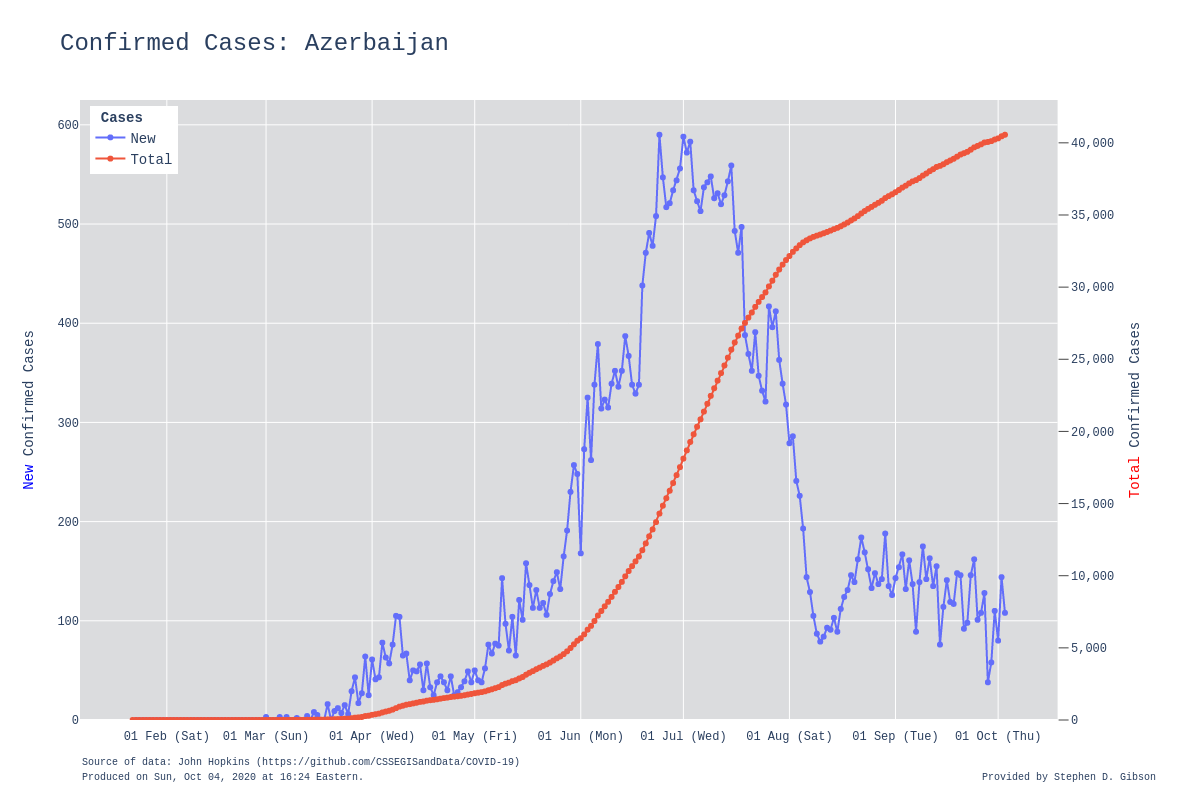 Confirmed Cases: Azerbaijan
Cases
New
Total
600
500
400
300
200
100
0
40,000
35,000
30,000
25,000
20,000
15,000
10,000
5,000
0
New Confirmed Cases
Total Confirmed Cases
01 Feb (Sat) 01 Mar (Sun) 01 Apr (Wed) 01 May (Fri) 01 Jun (Mon) 01 Jul (Wed) 01 Aug (Sat) 01 Sep (Tue) 01 Oct (Thu)
Source of data: John Hopkins (https://github.com/CSSEGISandData/COVID-19)
Produced on Sun, Oct 04, 2020 at 16:24 Eastern.
Provided by Stephen D. Gibson